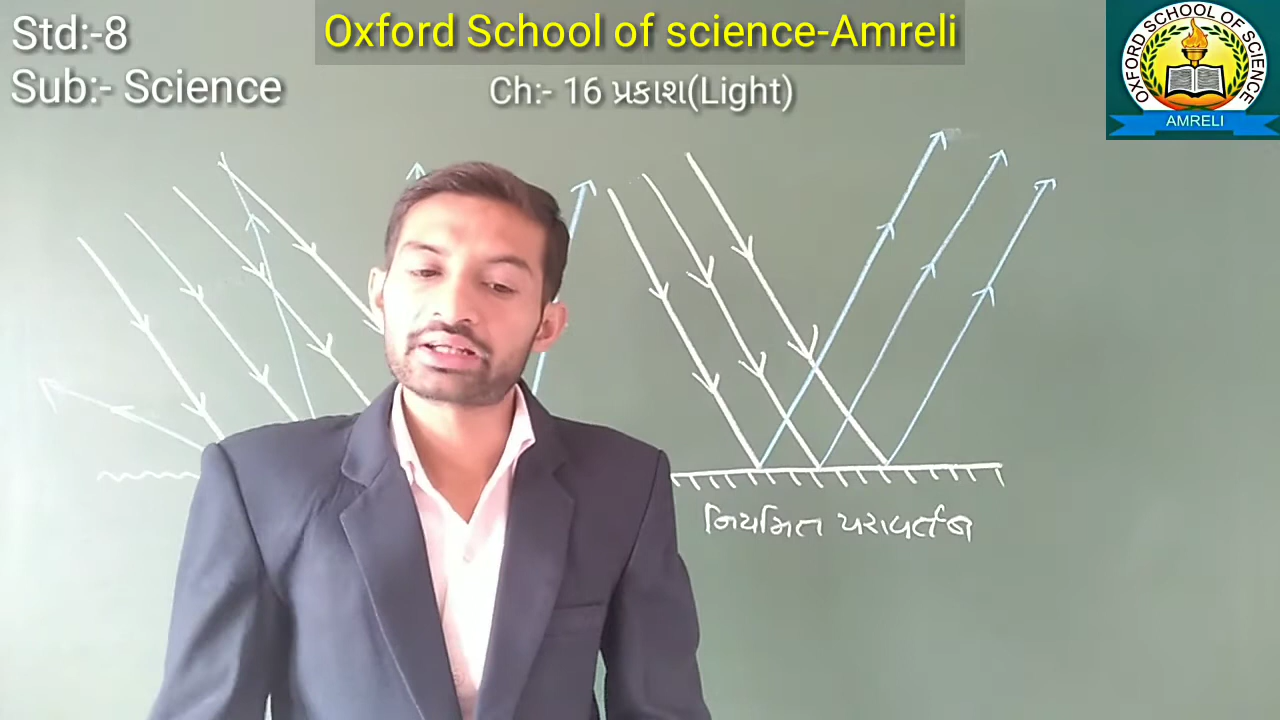 Std:-8
Oxford School of science-Amreli
Sub:- Science
Ch:- 16 પ્રકાશ(Light)
OXFORD SCHOOL OF SCIENCE
AMRELI
નિયમિત પરાવર્તન